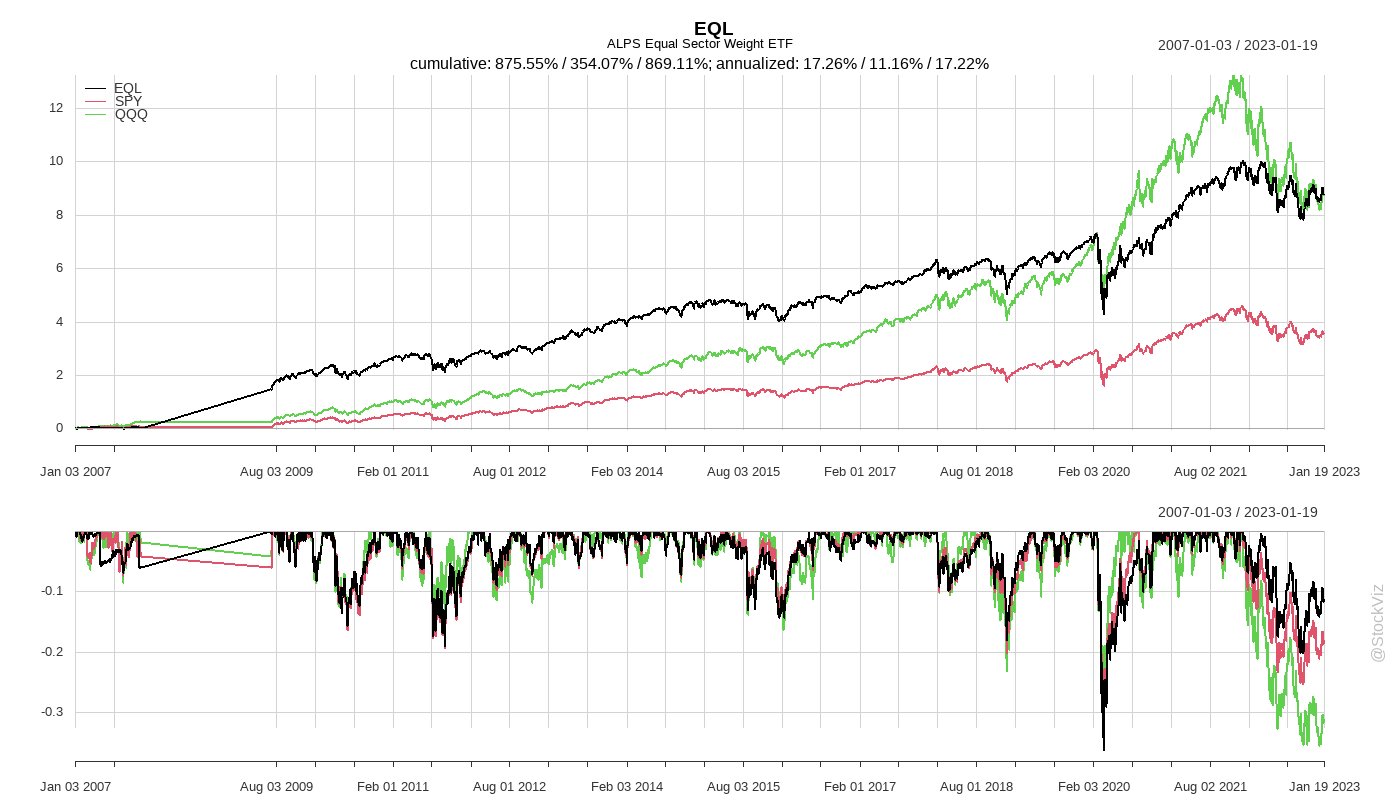 EQL
ALPS Equal Sector Weight ETF
2007-01-03 / 2023-01-19
cumulative: 875.55% / 354.07% / 869.11%; annualized: 17.26% / 11.16% / 17.22%
EQL
SPY
QQQ
12
10
8
6
4
2
0
Jan 03 2007 Aug 03 2009 Feb 01 2011 Aug 01 2012 Feb 03 2014 Aug 03 2015 Feb 01 2017 Aug 01 2018 Feb 03 2020 Aug 02 2021 Jan 19 2023
2007-01-03 / 2023-01-19
-0.1
-0.2
-0.3
Jan 03 2007 Aug 03 2009 Feb 01 2011 Aug 01 2012 Feb 03 2014 Aug 03 2015 Feb 01 2017 Aug 01 2018 Feb 03 2020 Aug 02 2021 Jan 19 2023
@StockViz